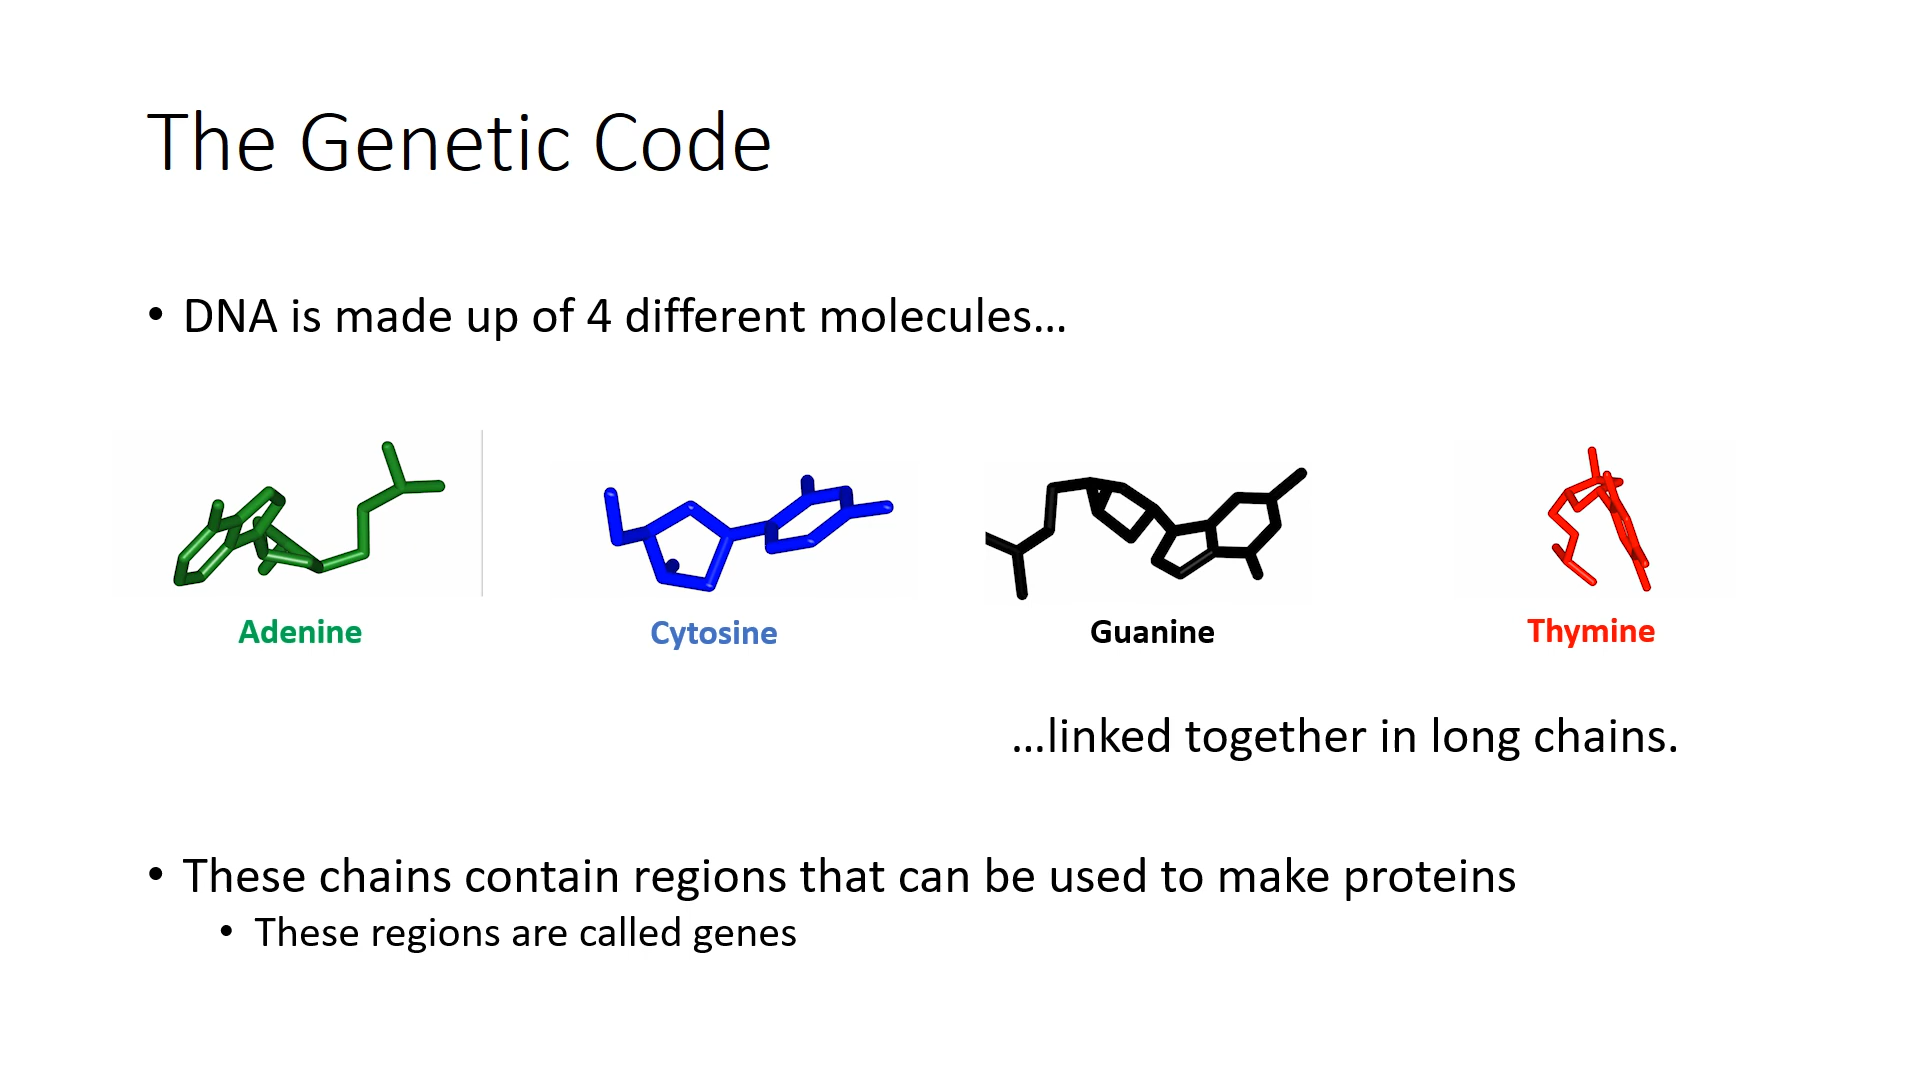 The Genetic Code
• DNA is made up of 4 different molecules…
Adenine
Cytosine
Guanine
Thymine
…linked together in long chains.
• These chains contain regions that can be used to make proteins
• These regions are called genes